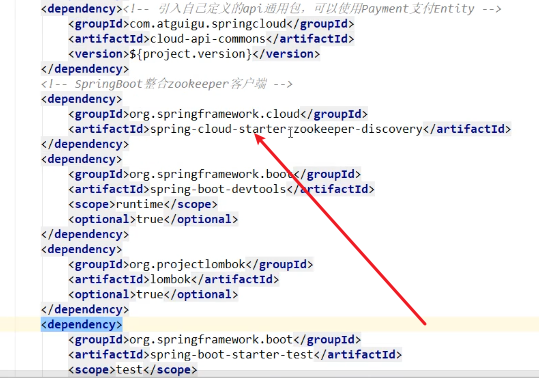 <dependency><!-- 引入自己定义的api通用包，可以使用Payment支付Entity -->
<groupId>com.atguigu.springcloud</groupId>
<artifactId>cloud-api-commons</artifactId>
<version>${project.version}</version>
</dependency>
<!-- SpringBoot整合zookeeper客户端 -->
<dependency>
<groupId>org.springframework.cloud</groupId>
<artifactId>spring-cloud-starter-zookeeper-discovery</artifactId>
</dependency>
<dependency>
<groupId>org.springframework.boot</groupId>
<artifactId>spring-boot-devtools</artifactId>
<scope>runtime</scope>
<optional>true</optional>
</dependency>
<dependency>
<groupId>org.projectlombok</groupId>
<artifactId>lombok</artifactId>
<optional>true</optional>
</dependency>
<dependency>
<groupId>org.springframework.boot</groupId>
<artifactId>spring-boot-starter-test</artifactId>
<scope>test</scope>